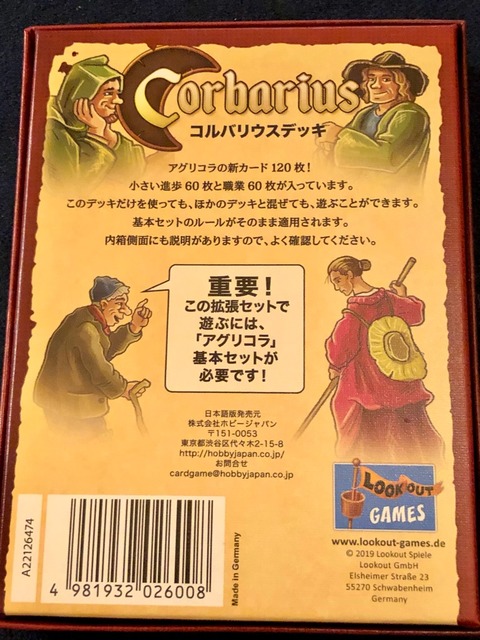 Corbarius
コルバリウスデッキ
アグリコラの新カード 120 枚！
小さい進歩 60 枚と職業 60 枚が入っています。
このデッキだけを使っても、ほかのデッキと混ぜても、遊ぶことができます。
基本セットのルールがそのまま適用されます。
内箱側面にも説明がありますので、よく確認してください。
重要！
この拡張セットで
遊ぶには、
「アグリコラ」
基本セットが
必要です！
日本語版発売元
株式会社ホビージャパン
〒151-0053
東京都渋谷区代々木2-15-8
http://hobbyjapan.co.jp/
お問合せ
cardgame@hobbyjapan.co.jp
LOOKOUT
GAMES
www.lookout-games.de
© 2019 Lookout Spiele
Lookout GmbH
Elsheimer Straße 23
55270 Schwabenheim
Germany
A22126474
4 981932 026008
Made in Germany